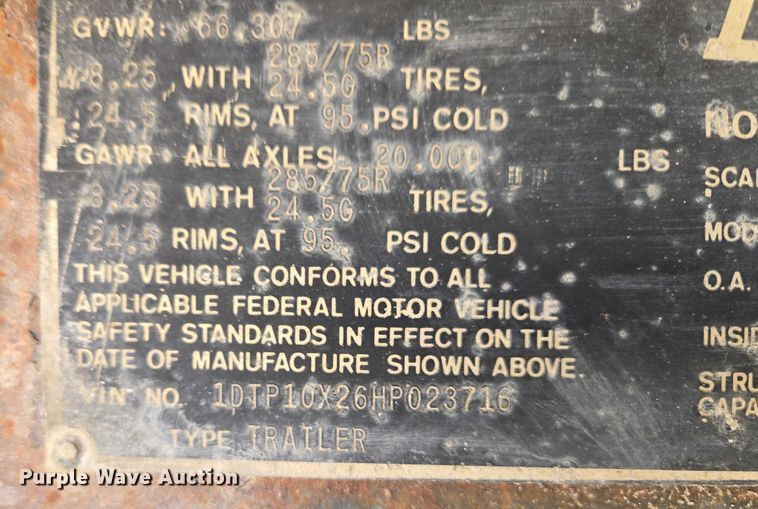 GVWR: 66.307 LBS
285/75R
8.25 WITH 24.5G TIRES,
24.5 RIMS, AT 95. PSI COLD
NO
GAWR ALL AXLES 20.000 LBS
SCA
285/75R
8.25 WITH 24.5G TIRES,
MOD
24.5 RIMS, AT 95. PSI COLD
THIS VEHICLE CONFORMS TO ALL
O.A.
APPLICABLE FEDERAL MOTOR VEHICLE
SAFETY STANDARDS IN EFFECT ON THE
INSID
DATE OF MANUFACTURE SHOWN ABOVE.
STRU
VIN NO. 1DTP10X26HP023716
CAPA
TYPE TRAILER
Purple Wave Auction